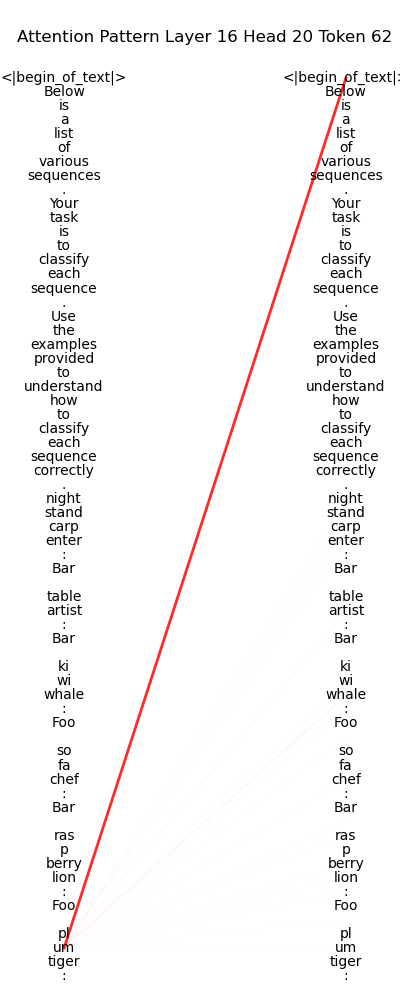 Attention Pattern Layer 16 Head 20 Token 62
<|begin_of_text|>
Below
is
a
list
of
various
sequences
.
Your
task
is
to
classify
each
sequence
.
Use
the
examples
provided
to
understand
how
to
classify
each
sequence
correctly
.
night
stand
carp
enter
:
Bar
table
artist
:
Bar
ki
wi
whale
:
Foo
so
fa
chef
:
Bar
ras
p
berry
lion
:
Foo
pl
um
tiger
:
<|begin_of_text|>
Below
is
a
list
of
various
sequences
.
Your
task
is
to
classify
each
sequence
.
Use
the
examples
provided
to
understand
how
to
classify
each
sequence
correctly
.
night
stand
carp
enter
:
Bar
table
artist
:
Bar
ki
wi
whale
:
Foo
so
fa
chef
:
Bar
ras
p
berry
lion
:
Foo
pl
um
tiger
: